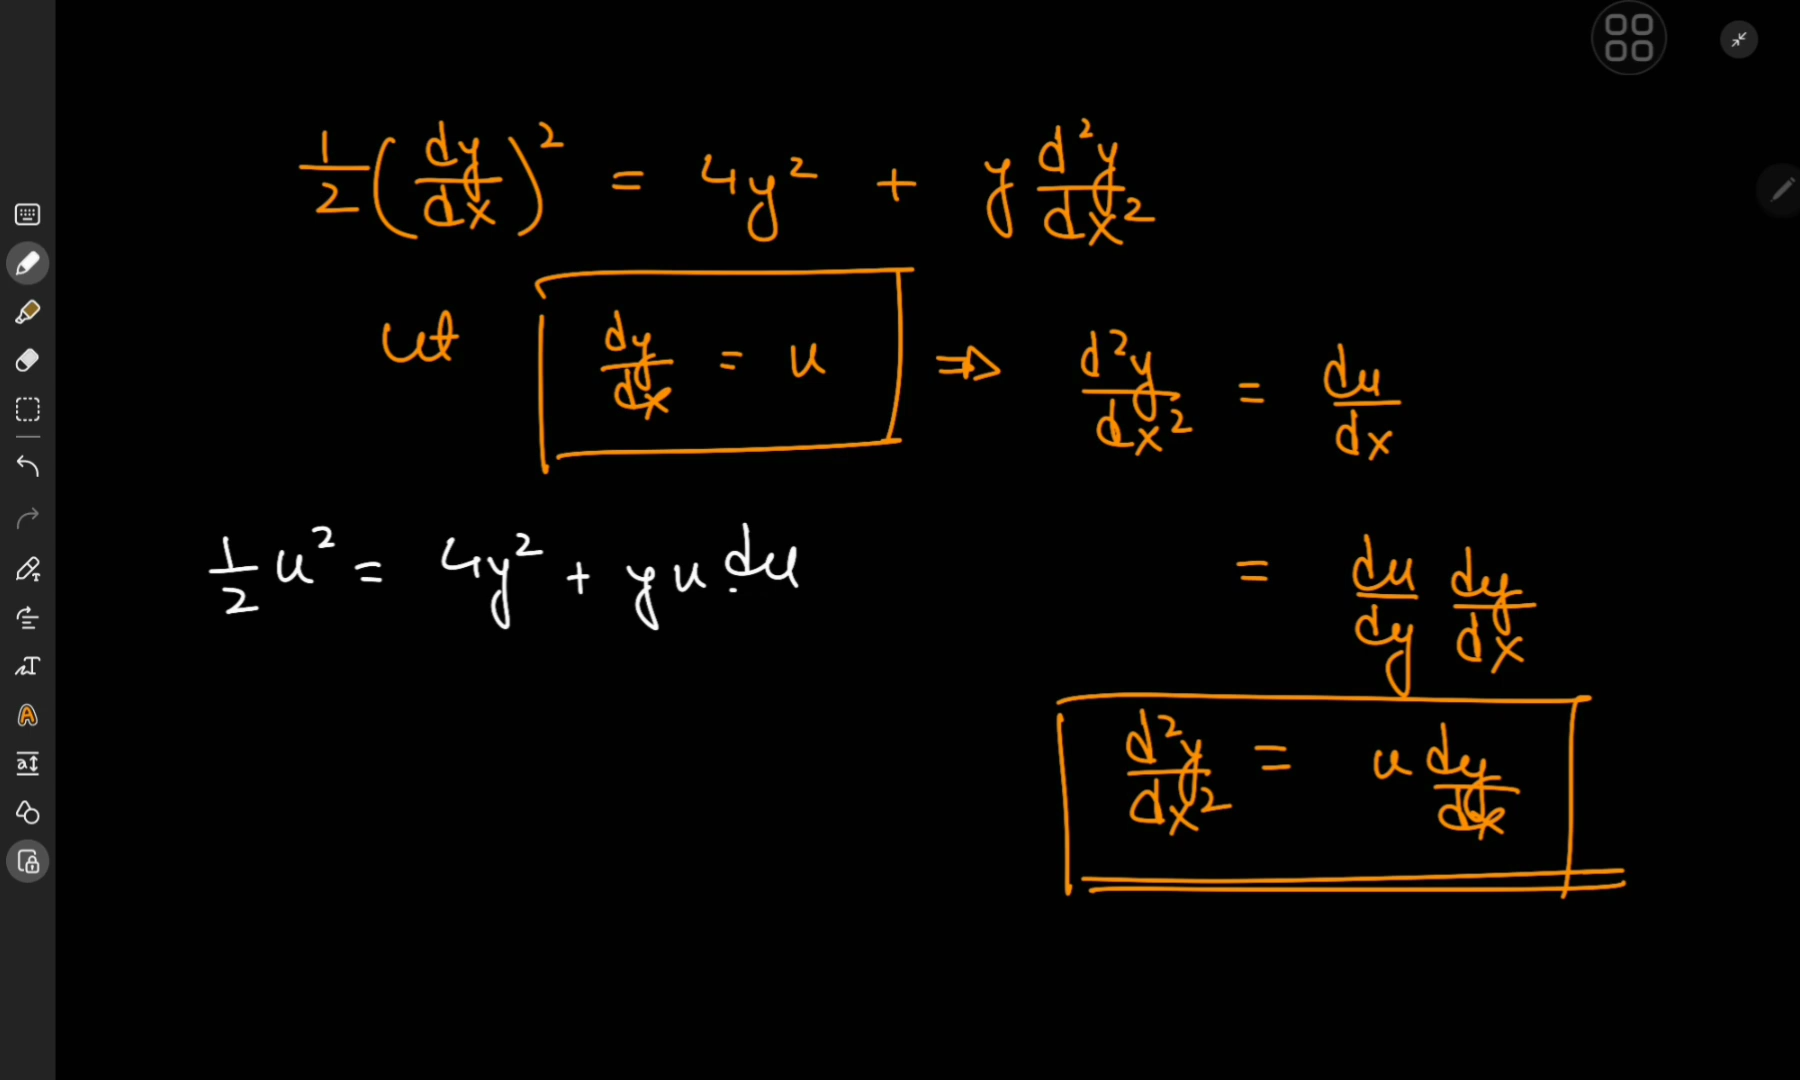 1/2 (dy/dx)² = 4y² + y d²y/dx²
let dy/dx = u ⇒ d²y/dx² = du/dx
1/2 u² = 4y² + y u du
= du/dy dy/dx
d²y/dx² = u dy/dx